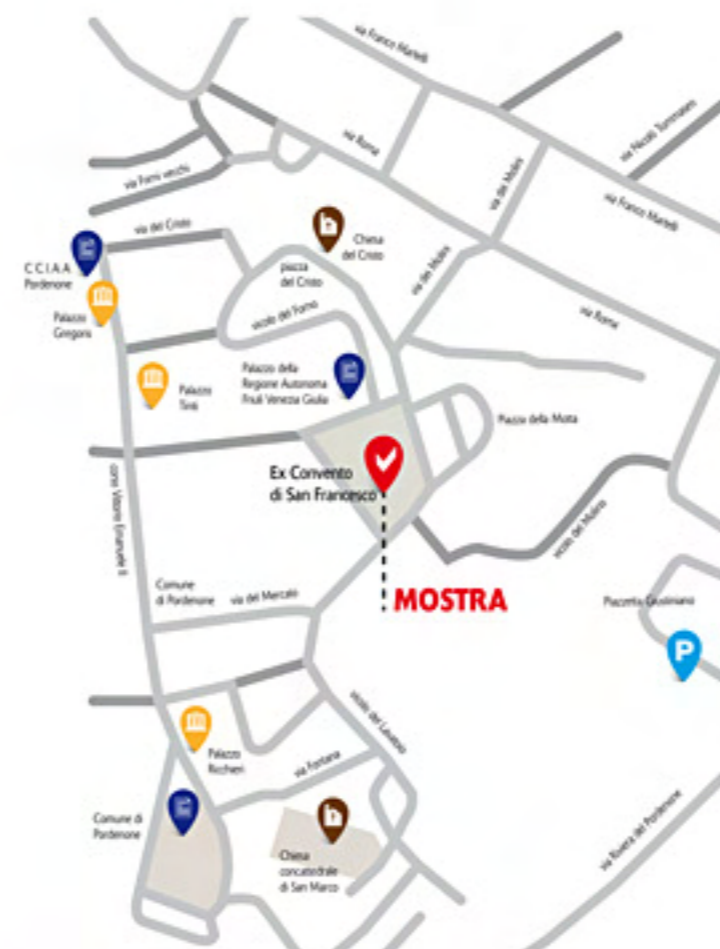 via Franco Martelli
via Roma
via Niccolò Tommaseo
via dei Molini
via Franco Martelli
via Forni vecchi
via del Cristo
Chiesa
del Cristo
C.C.I.A.A
Pordenone
piazza
del Cristo
via dei Molini
Palazzo
Gregoris
vicolo del Forno
via Roma
Palazzo
Tinti
Palazzo della
Regione Autonoma
Friuli Venezia Giulia
Piazza della Motta
Ex Convento
di San Francesco
corso Vittorio Emanuele II
vicolo del Molino
Comune
di Pordenone
via del Mercato
MOSTRA
Piazzetta Giustiniano
P
vicolo del Lavatoio
Palazzo
Ricchieri
via Fontana
Comune di
Pordenone
via Riviera del Pordenone
Chiesa
concattedrale
di San Marco